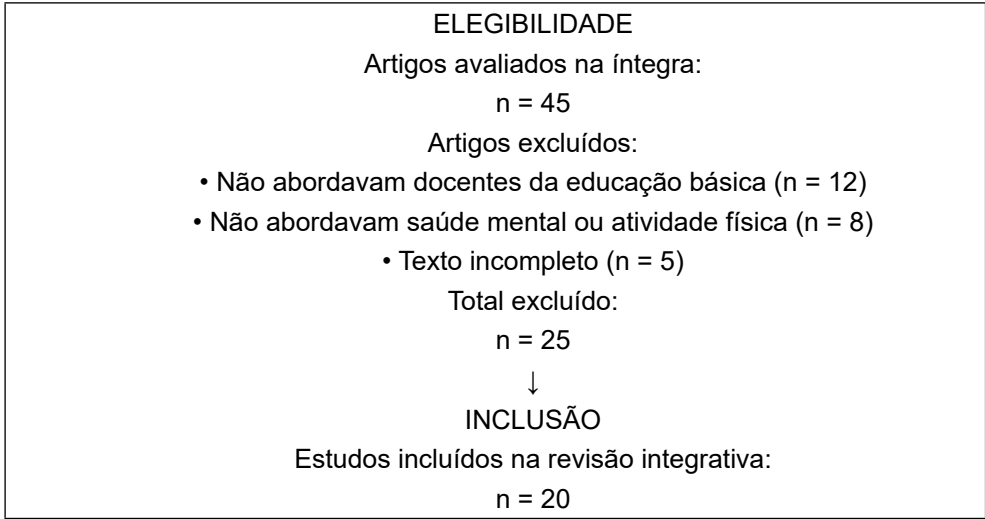 ELEGIBILIDADE
Artigos avaliados na íntegra:
n = 45
Artigos excluídos:
• Não abordavam docentes da educação básica (n = 12)
• Não abordavam saúde mental ou atividade física (n = 8)
• Texto incompleto (n = 5)
Total excluído:
n = 25
↓
INCLUSÃO
Estudos incluídos na revisão integrativa:
n = 20